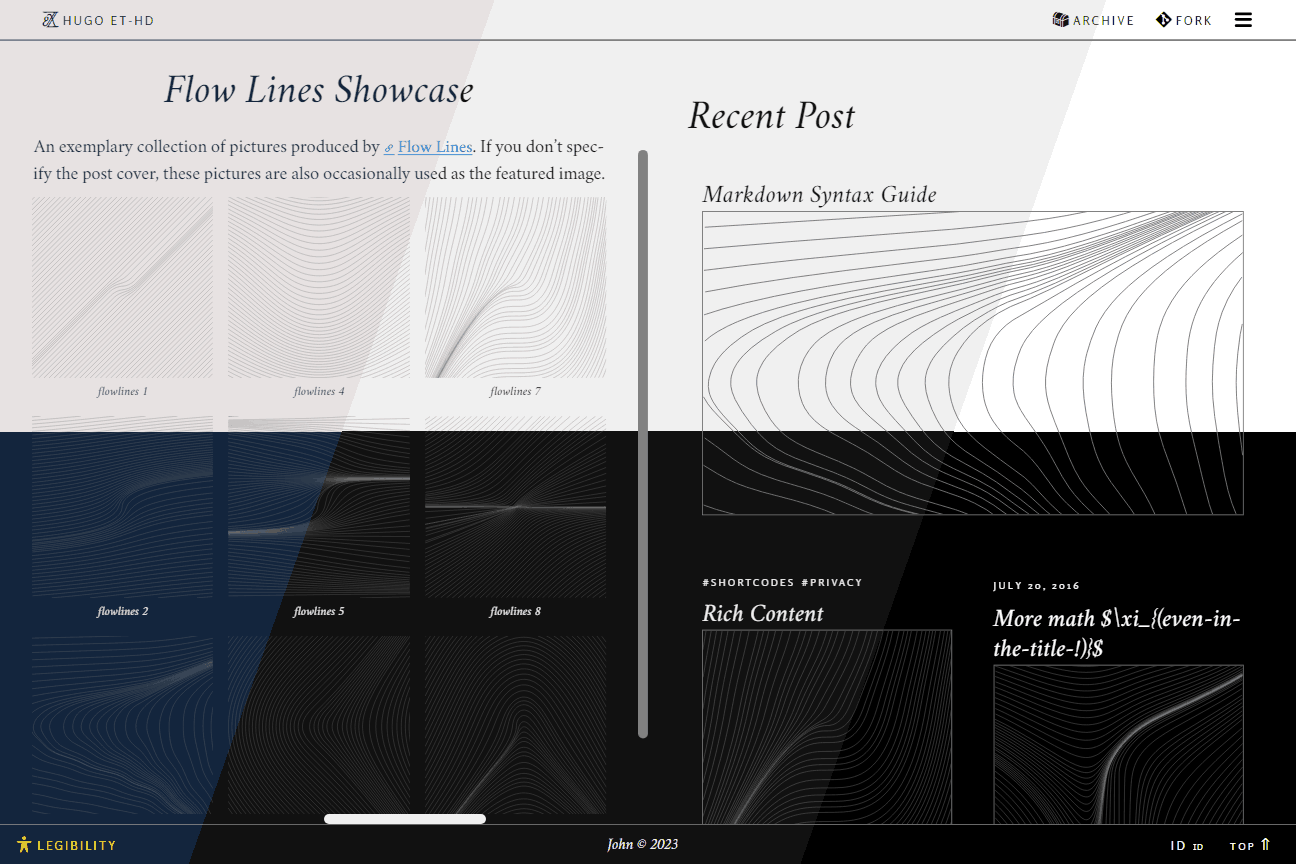 HUGO ET-HD
ARCHIVE
FORK
Flow Lines Showcase
An exemplary collection of pictures produced by Flow Lines. If you don't spec-
ify the post cover, these pictures are also occasionally used as the featured image.
flowlines 1
flowlines 4
flowlines 7
flowlines 2
flowlines 5
flowlines 8
Recent Post
Markdown Syntax Guide
#SHORTCODES #PRIVACY
Rich Content
JULY 20, 2016
More math $\xi_{(even-in-
the-title-!)}$
LEGIBILITY
John © 2023
ID ID
TOP ⇑